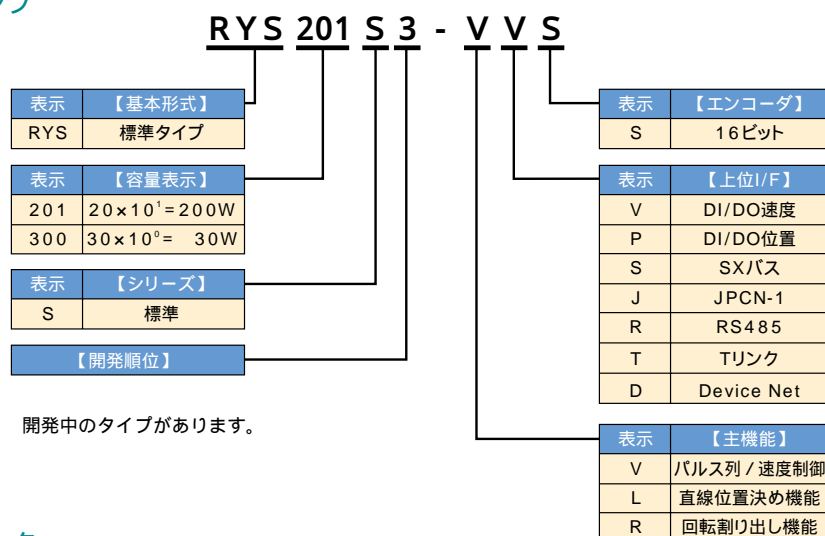 RYS 201 S 3 - V V S
表示 【基本形式】
RYS 標準タイプ
表示 【容量表示】
201 20×10¹=200W
300 30×10⁰= 30W
表示 【シリーズ】
S 標準
【開発順位】
開発中のタイプがあります。
表示 【エンコーダ】
S 16ビット
表示 【上位I/F】
V DI/DO速度
P DI/DO位置
S SXバス
J JPCN-1
R RS485
T Tリンク
D Device Net
表示 【主機能】
V パルス列/速度制御
L 直線位置決め機能
R 回転割り出し機能